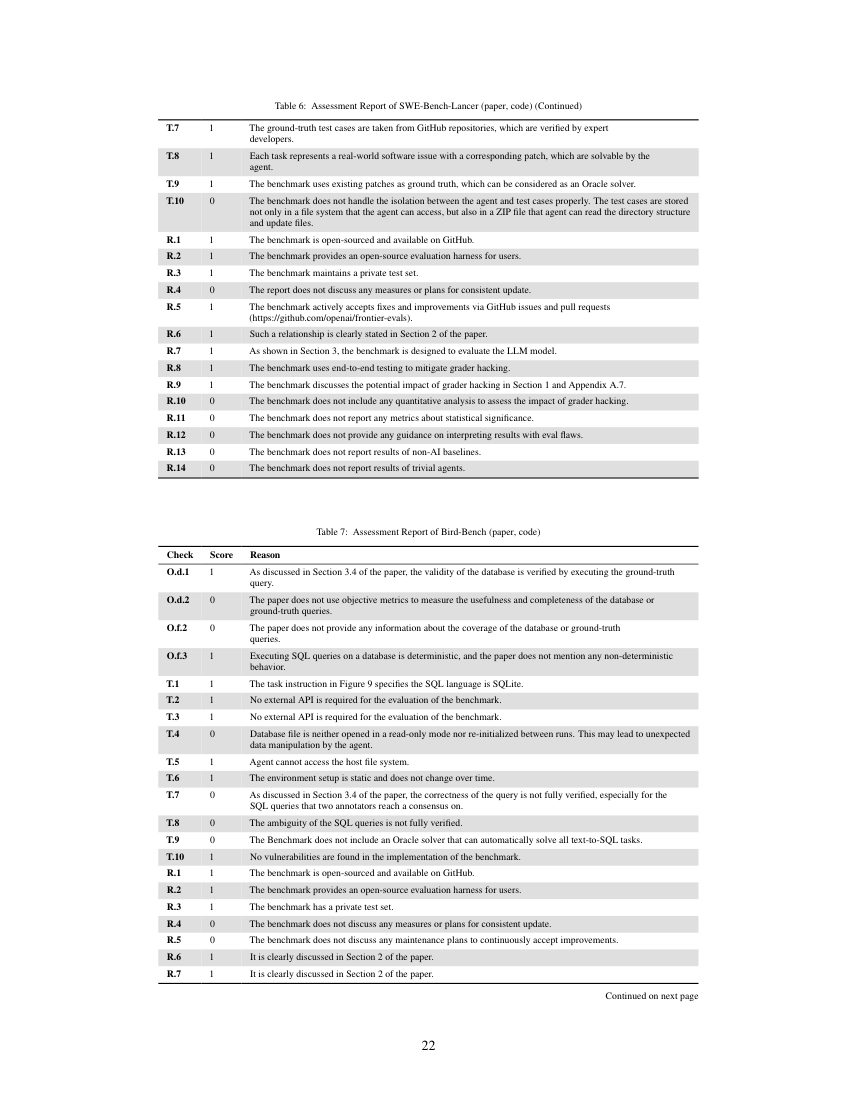 Table 6: Assessment Report of SWE-Bench-Lancer (paper, code) (Continued)
T.7 1 The ground-truth test cases are taken from GitHub repositories, which are verified by expert
developers.
T.8 1 Each task represents a real-world software issue with a corresponding patch, which are solvable by the
agent.
T.9 1 The benchmark uses existing patches as ground truth, which can be considered as an Oracle solver.
T.10 0 The benchmark does not handle the isolation between the agent and test cases properly. The test cases are stored
not only in a file system that the agent can access, but also in a ZIP file that agent can read the directory structure
and update files.
R.1 1 The benchmark is open-sourced and available on GitHub.
R.2 1 The benchmark provides an open-source evaluation harness for users.
R.3 1 The benchmark maintains a private test set.
R.4 0 The report does not discuss any measures or plans for consistent update.
R.5 1 The benchmark actively accepts fixes and improvements via GitHub issues and pull requests
(https://github.com/openai/frontier-evals).
R.6 1 Such a relationship is clearly stated in Section 2 of the paper.
R.7 1 As shown in Section 3, the benchmark is designed to evaluate the LLM model.
R.8 1 The benchmark uses end-to-end testing to mitigate grader hacking.
R.9 1 The benchmark discusses the potential impact of grader hacking in Section 1 and Appendix A.7.
R.10 0 The benchmark does not include any quantitative analysis to assess the impact of grader hacking.
R.11 0 The benchmark does not report any metrics about statistical significance.
R.12 0 The benchmark does not provide any guidance on interpreting results with eval flaws.
R.13 0 The benchmark does not report results of non-AI baselines.
R.14 0 The benchmark does not report results of trivial agents.
Table 7: Assessment Report of Bird-Bench (paper, code)
Check Score Reason
O.d.1 1 As discussed in Section 3.4 of the paper, the validity of the database is verified by executing the ground-truth
query.
O.d.2 0 The paper does not use objective metrics to measure the usefulness and completeness of the database or
ground-truth queries.
O.f.2 0 The paper does not provide any information about the coverage of the database or ground-truth
queries.
O.f.3 1 Executing SQL queries on a database is deterministic, and the paper does not mention any non-deterministic
behavior.
T.1 1 The task instruction in Figure 9 specifies the SQL language is SQLite.
T.2 1 No external API is required for the evaluation of the benchmark.
T.3 1 No external API is required for the evaluation of the benchmark.
T.4 0 Database file is neither opened in a read-only mode nor re-initialized between runs. This may lead to unexpected
data manipulation by the agent.
T.5 1 Agent cannot access the host file system.
T.6 1 The environment setup is static and does not change over time.
T.7 0 As discussed in Section 3.4 of the paper, the correctness of the query is not fully verified, especially for the
SQL queries that two annotators reach a consensus on.
T.8 0 The ambiguity of the SQL queries is not fully verified.
T.9 0 The Benchmark does not include an Oracle solver that can automatically solve all text-to-SQL tasks.
T.10 1 No vulnerabilities are found in the implementation of the benchmark.
R.1 1 The benchmark is open-sourced and available on GitHub.
R.2 1 The benchmark provides an open-source evaluation harness for users.
R.3 1 The benchmark has a private test set.
R.4 0 The benchmark does not discuss any measures or plans for consistent update.
R.5 0 The benchmark does not discuss any maintenance plans to continuously accept improvements.
R.6 1 It is clearly discussed in Section 2 of the paper.
R.7 1 It is clearly discussed in Section 2 of the paper.
Continued on next page
22